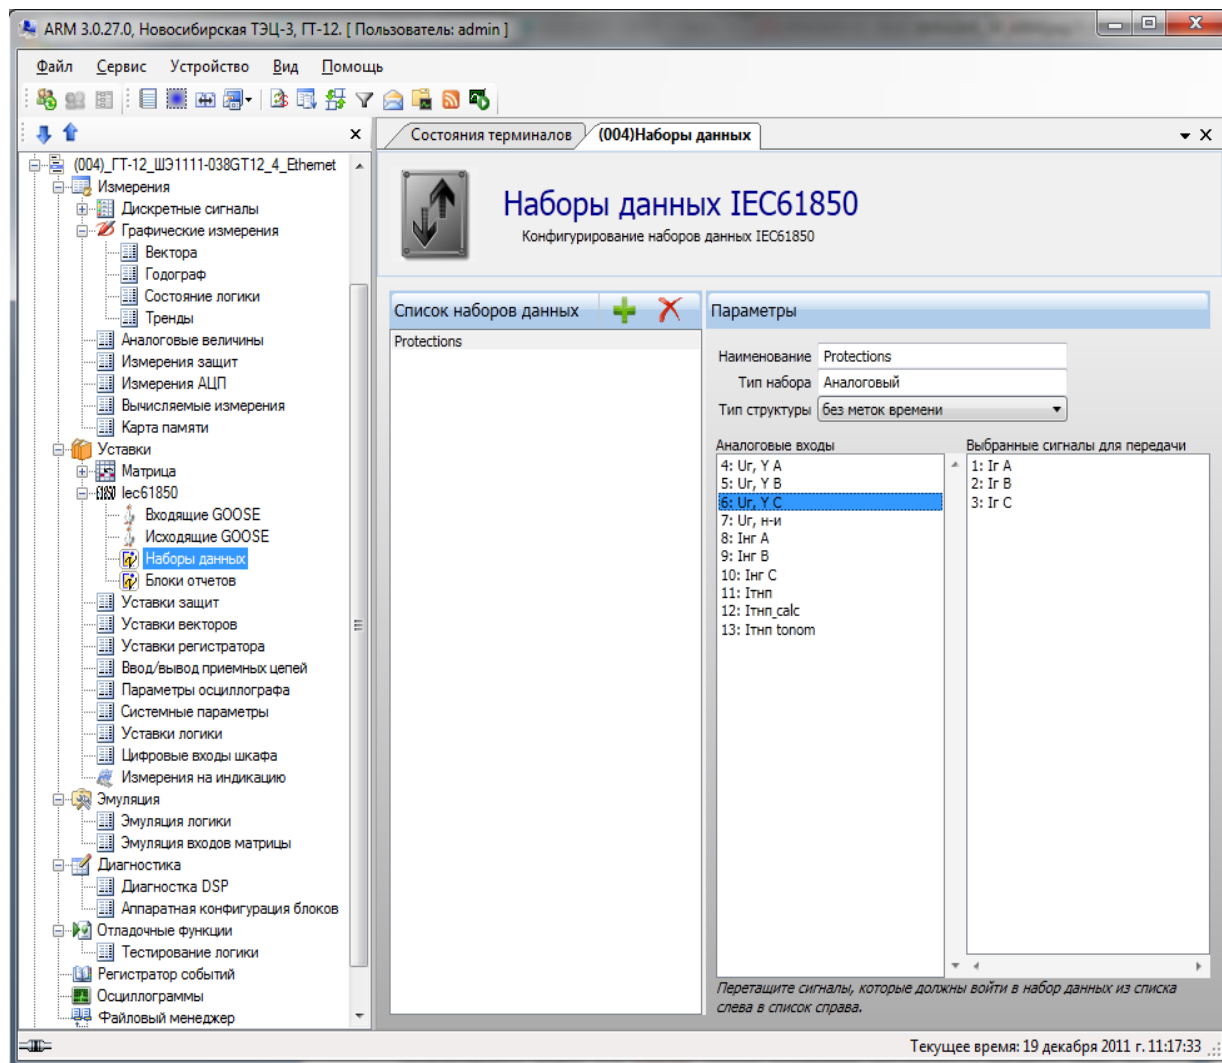 ARM 3.0.27.0, Новосибирская ТЭЦ-3, ГТ-12. [ Пользователь: admin ]
Файл Сервис Устройство Вид Помощь
Состояния терминалов (004)Наборы данных
(004)_ГТ-12_ШЭ1111-038GT12_4_Ethernet
Измерения
Дискретные сигналы
Графические измерения
Вектора
Годограф
Состояние логики
Тренды
Аналоговые величины
Измерения защит
Измерения АЦП
Вычисляемые измерения
Карта памяти
Уставки
Матрица
61850 Iec61850
Входящие GOOSE
Исходящие GOOSE
Наборы данных
Блоки отчетов
Уставки защит
Уставки векторов
Уставки регистратора
Ввод/вывод приемных цепей
Параметры осциллографа
Системные параметры
Уставки логики
Цифровые входы шкафа
Измерения на индикацию
Эмуляция
Эмуляция логики
Эмуляция входов матрицы
Диагностика
Диагностка DSP
Аппаратная конфигурация блоков
Отладочные функции
Тестирование логики
Регистратор событий
Осциллограммы
Файловый менеджер
Наборы данных IEC61850
Конфигурирование наборов данных IEC61850
Список наборов данных
Protections
Параметры
Наименование Protections
Тип набора Аналоговый
Тип структуры без меток времени
Аналоговые входы
4: Uг, Y A
5: Uг, Y B
6: Uг, Y C
7: Uг, н-и
8: Iнг A
9: Iнг B
10: Iнг C
11: Iтнп
12: Iтнп_calc
13: Iтнп tonom
Выбранные сигналы для передачи
1: Iг A
2: Iг B
3: Iг C
Перетащите сигналы, которые должны войти в набор данных из списка
слева в список справа.
Текущее время: 19 декабря 2011 г. 11:17:33